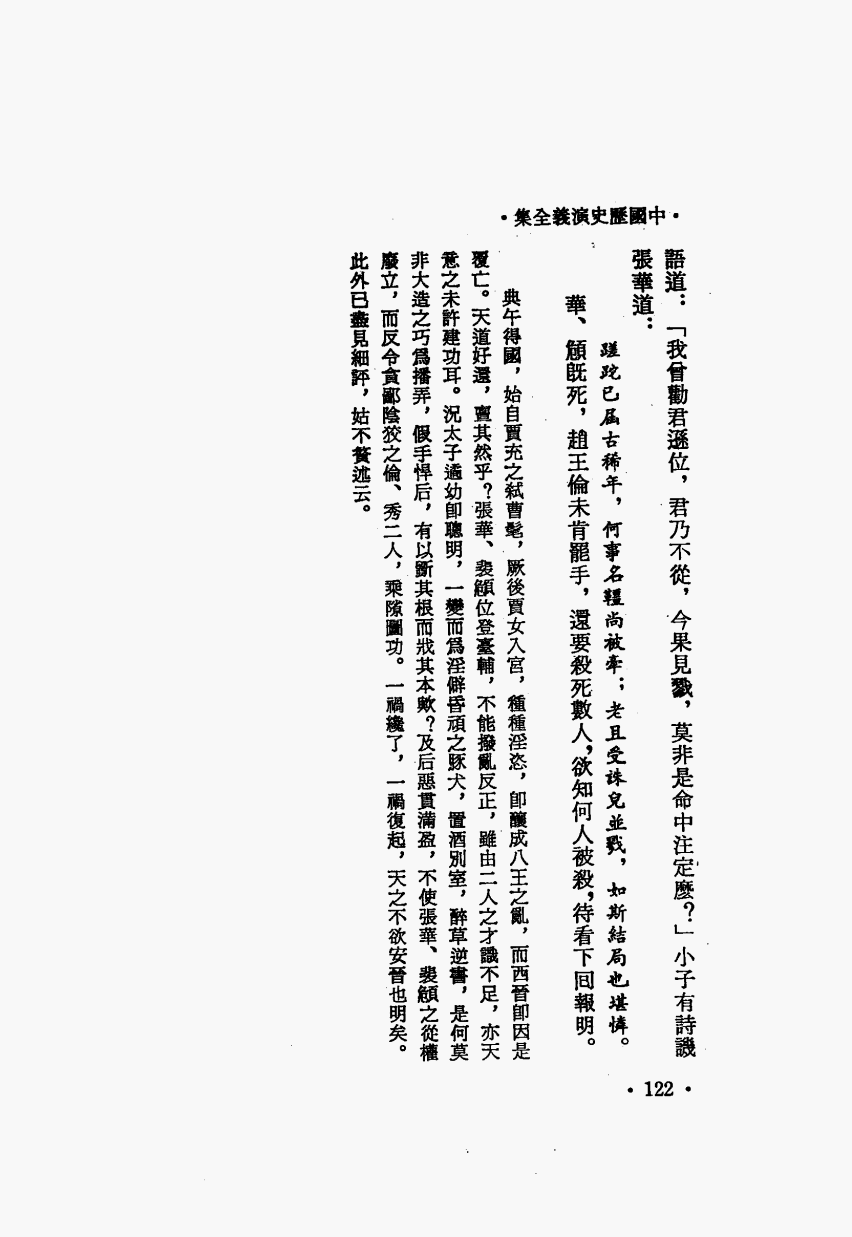 ·中國歷史演義全集·
語道：「我曾勸君遜位，君乃不從，今果見戮，莫非是命中注定麼？」小子有詩譏
張華道：
蹉跎已屆古稀年，何事名韁尚被牽；老且受誅兒並戮，如斯結局也堪憐。
華、頠既死，趙王倫未肯罷手，還要殺死數人，欲知何人被殺，待看下回報明。
典午得國，始自賈充之弒曹髦，厥後賈女入宮，種種淫恣，卽釀成八王之亂，而西晉卽因是
覆亡。天道好還，亶其然乎？張華、裴頠位登臺輔，不能撥亂反正，雖由二人之才識不足，亦天
意之未許建功耳。況太子遹幼卽聰明，一變而爲淫僻昏頑之豚犬，置酒別室，醉草逆書，是何莫
非大造之巧爲播弄，假手悍后，有以斷其根而戕其本歟？及后惡貫滿盈，不使張華、裴頠之從權
廢立，而反令貪鄙陰狡之倫、秀二人，乘隙圖功。一禍纔了，一禍復起，天之不欲安晉也明矣。
此外已盡見細評，姑不贅述云。
·122·